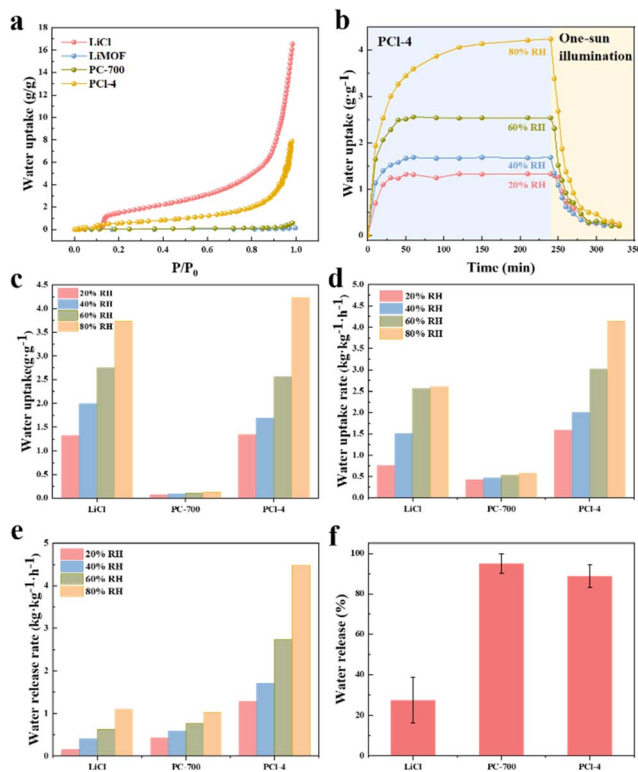 a
LiCl
LiMOF
PC-700
PCl-4
Water uptake (g/g)
18
16
14
12
10
8
6
4
2
0
0.0 0.2 0.4 0.6 0.8 1.0
P/P0
b
PCl-4
One-sun
illumination
80% RH
60% RH
40% RH
20% RH
Water uptake (g·g-1)
4
3
2
1
0
0 50 100 150 200 250 300
Time (min)
c
20% RH
40% RH
60% RH
80% RH
Water uptake(g·g-1)
4.5
4.0
3.5
3.0
2.5
2.0
1.5
1.0
0.5
0.0
LiCl PC-700 PCl-4
d
20% RH
40% RH
60% RH
80% RH
Water uptake rate (kg·kg-1·h-1)
5.0
4.5
4.0
3.5
3.0
2.5
2.0
1.5
1.0
0.5
0.0
LiCl PC-700 PCl-4
e
20% RH
40% RH
60% RH
80% RH
Water release rate (kg·kg-1·h-1)
5
4
3
2
1
0
LiCl PC-700 PCl-4
f
Water release (%)
100
80
60
40
20
0
LiCl PC-700 PCl-4